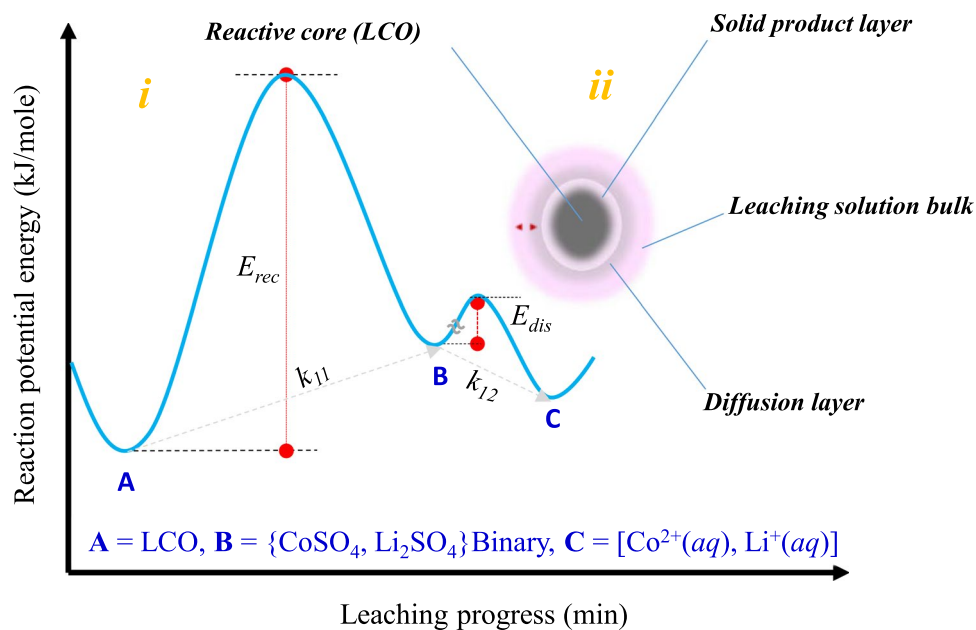 Reactive core (LCO)
Solid product layer
i
ii
Leaching solution bulk
E_rec
E_dis
k_11
B
k_12
C
Diffusion layer
A
A = LCO, B = {CoSO₄, Li₂SO₄}Binary, C = [Co²⁺(aq), Li⁺(aq)]
Reaction potential energy (kJ/mole)
Leaching progress (min)